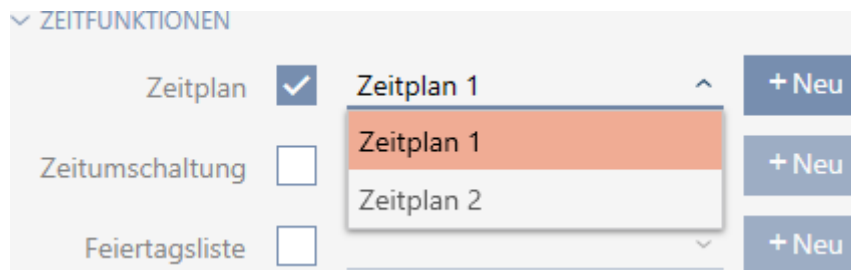 ZEITFUNKTIONEN
Zeitplan Zeitplan 1 + Neu
Zeitplan 1
Zeitumschaltung + Neu
Zeitplan 2
Feiertagsliste + Neu